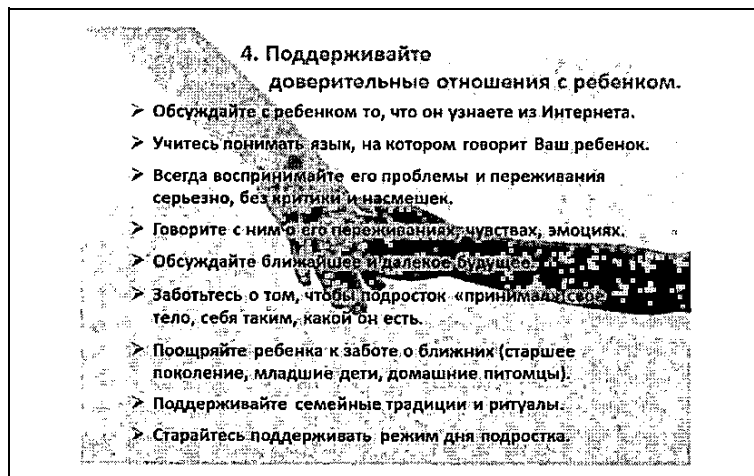 4. Поддерживайте
доверительные отношения с ребенком.
➢ Обсуждайте с ребенком то, что он узнаете из Интернета.
➢ Учитесь понимать язык, на котором говорит Ваш ребенок.
➢ Всегда воспринимайте его проблемы и переживания
серьезно, без критики и насмешек.
➢ Говорите с ним о его переживаниях, чувствах, эмоциях.
➢ Обсуждайте ближайшее и далекое будущее.
➢ Заботьтесь о том, чтобы подросток «принимал» свое
тело, себя таким, какой он есть.
➢ Поощряйте ребенка к заботе о ближних (старшее
поколение, младшие дети, домашние питомцы).
➢ Поддерживайте семейные традиции и ритуалы.
➢ Старайтесь поддерживать режим дня подростка.